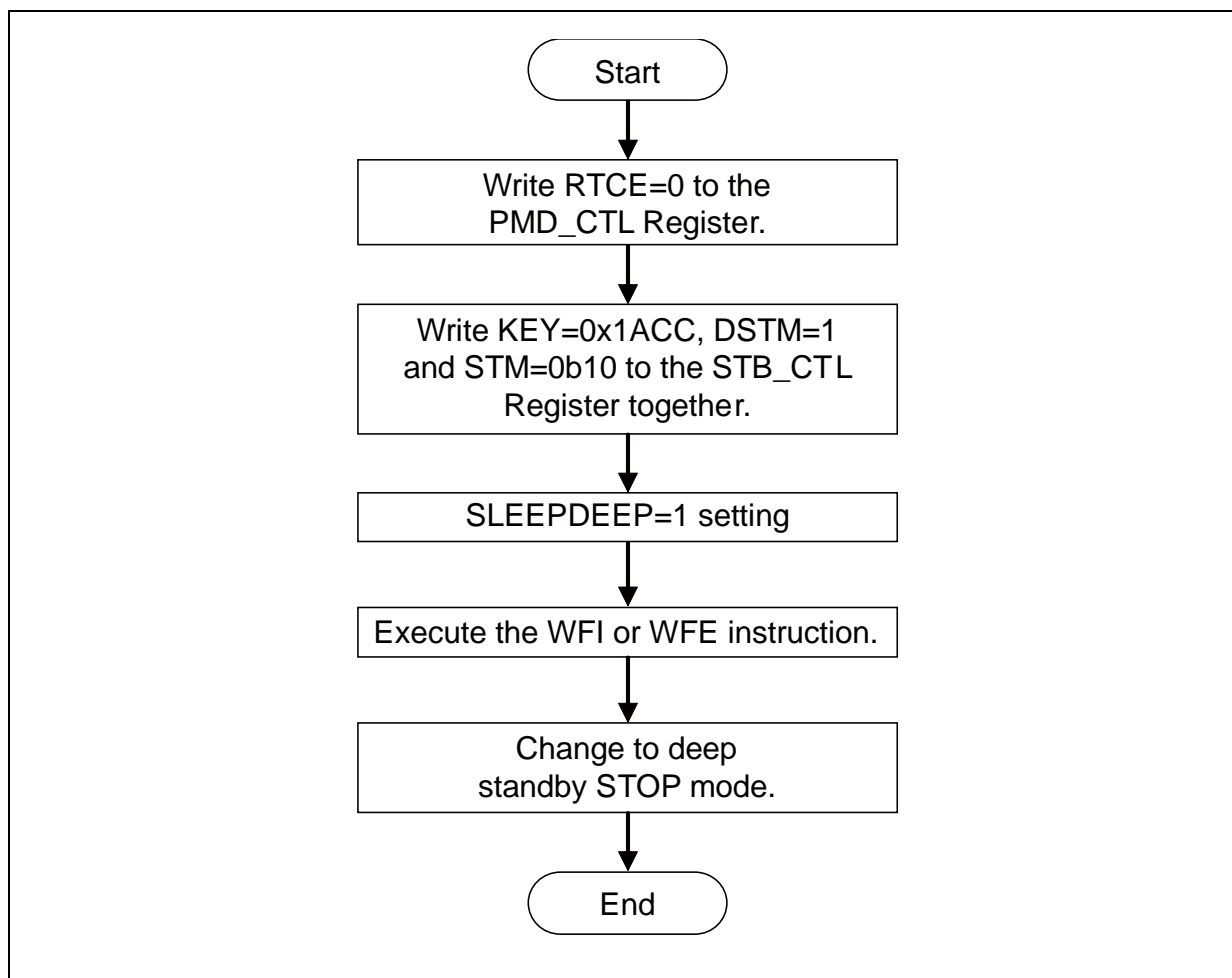 Start
Write RTCE=0 to the
PMD_CTL Register.
Write KEY=0x1ACC, DSTM=1
and STM=0b10 to the STB_CTL
Register together.
SLEEPDEEP=1 setting
Execute the WFI or WFE instruction.
Change to deep
standby STOP mode.
End